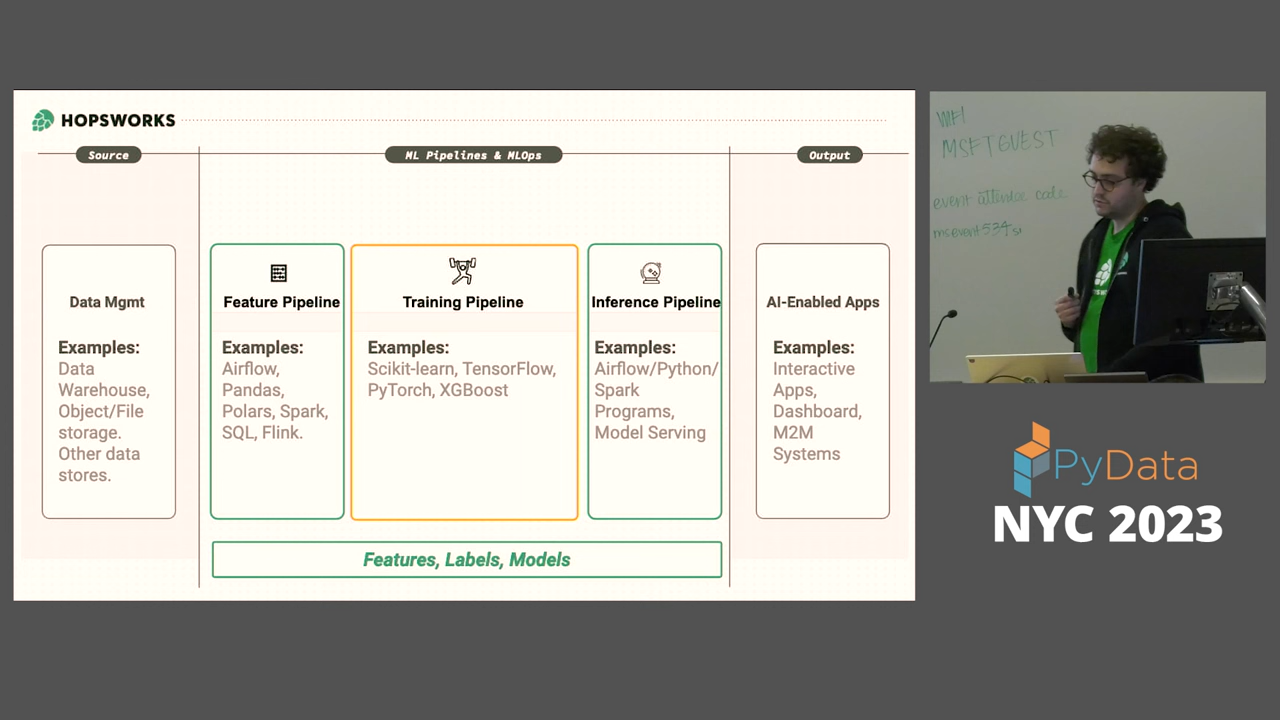 HOPSWORKS
Source
ML Pipelines & MLOps
Output
Data Mgmt
Examples:
Data
Warehouse,
Object/File
storage.
Other data
stores.
Feature Pipeline
Examples:
Airflow,
Pandas,
Polars, Spark,
SQL, Flink.
Training Pipeline
Examples:
Scikit-learn, TensorFlow,
PyTorch, XGBoost
Inference Pipeline
Examples:
Airflow/Python/
Spark
Programs,
Model Serving
AI-Enabled Apps
Examples:
Interactive
Apps,
Dashboard,
M2M
Systems
Features, Labels, Models
MSFTGUEST
event attendee code
msevent534
PyData
NYC 2023